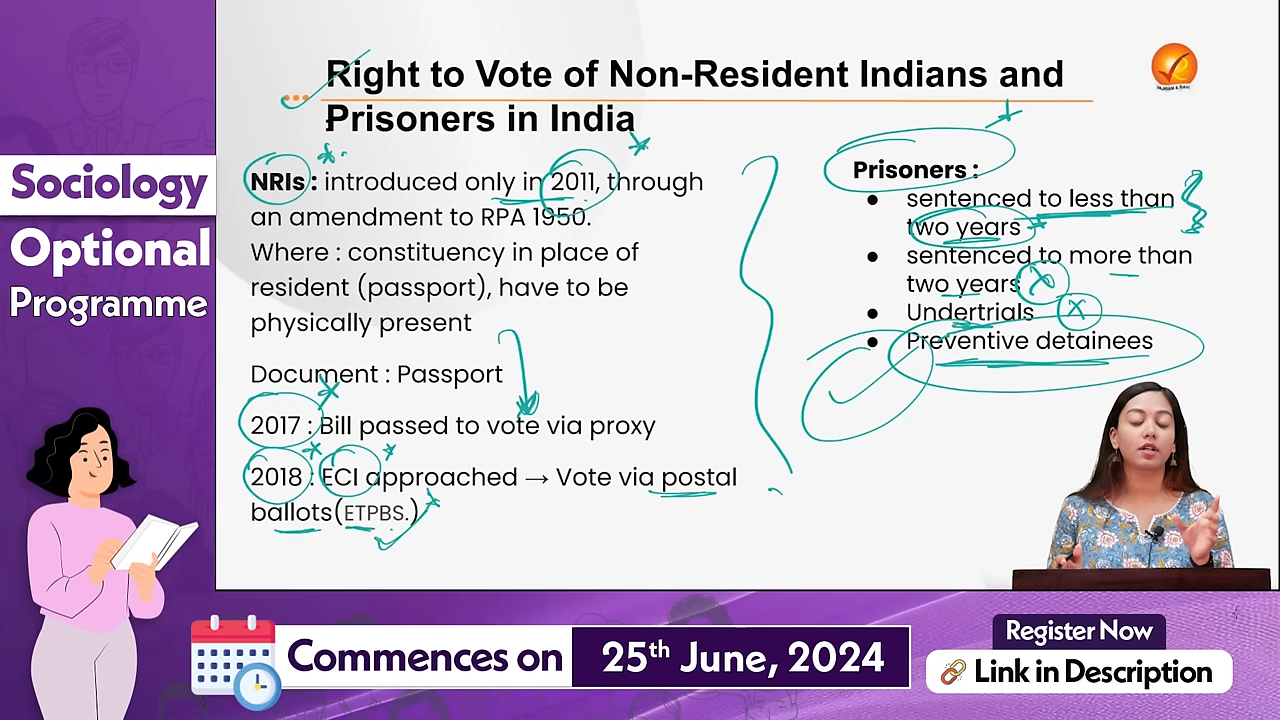 Right to Vote of Non-Resident Indians and
Prisoners in India
Sociology
Optional
Programme
NRIs : introduced only in 2011, through
an amendment to RPA 1950.
Where : constituency in place of
resident (passport), have to be
physically present
Document : Passport
2017 : Bill passed to vote via proxy
2018 : ECI approached → Vote via postal
ballots(ETPBS.)
Prisoners :
● sentenced to less than
two years
● sentenced to more than
two years
● Undertrials
● Preventive detainees
Commences on 25th June, 2024
Register Now
Link in Description